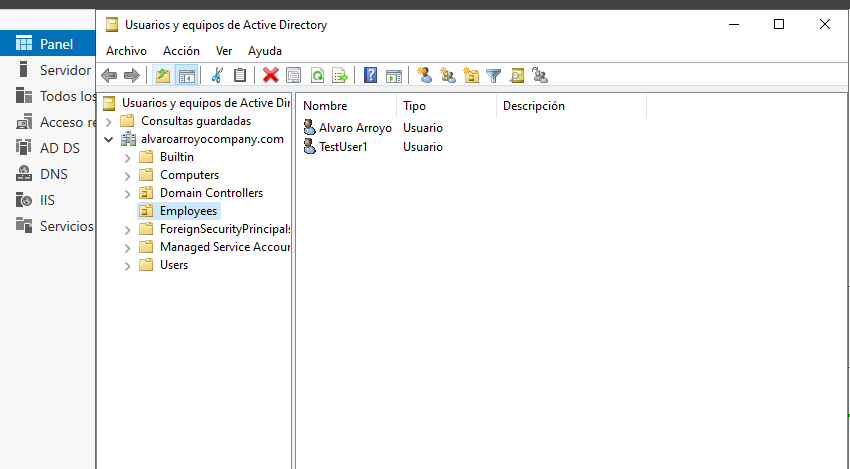 Usuarios y equipos de Active Directory
Archivo Acción Ver Ayuda
Panel
Servidor
Todos los
Acceso re
AD DS
DNS
IIS
Servicios
Usuarios y equipos de Active Dir
Consultas guardadas
alvaroarroyocompany.com
Builtin
Computers
Domain Controllers
Employees
ForeignSecurityPrincipals
Managed Service Accoun
Users
Nombre Tipo Descripción
Alvaro Arroyo Usuario
TestUser1 Usuario